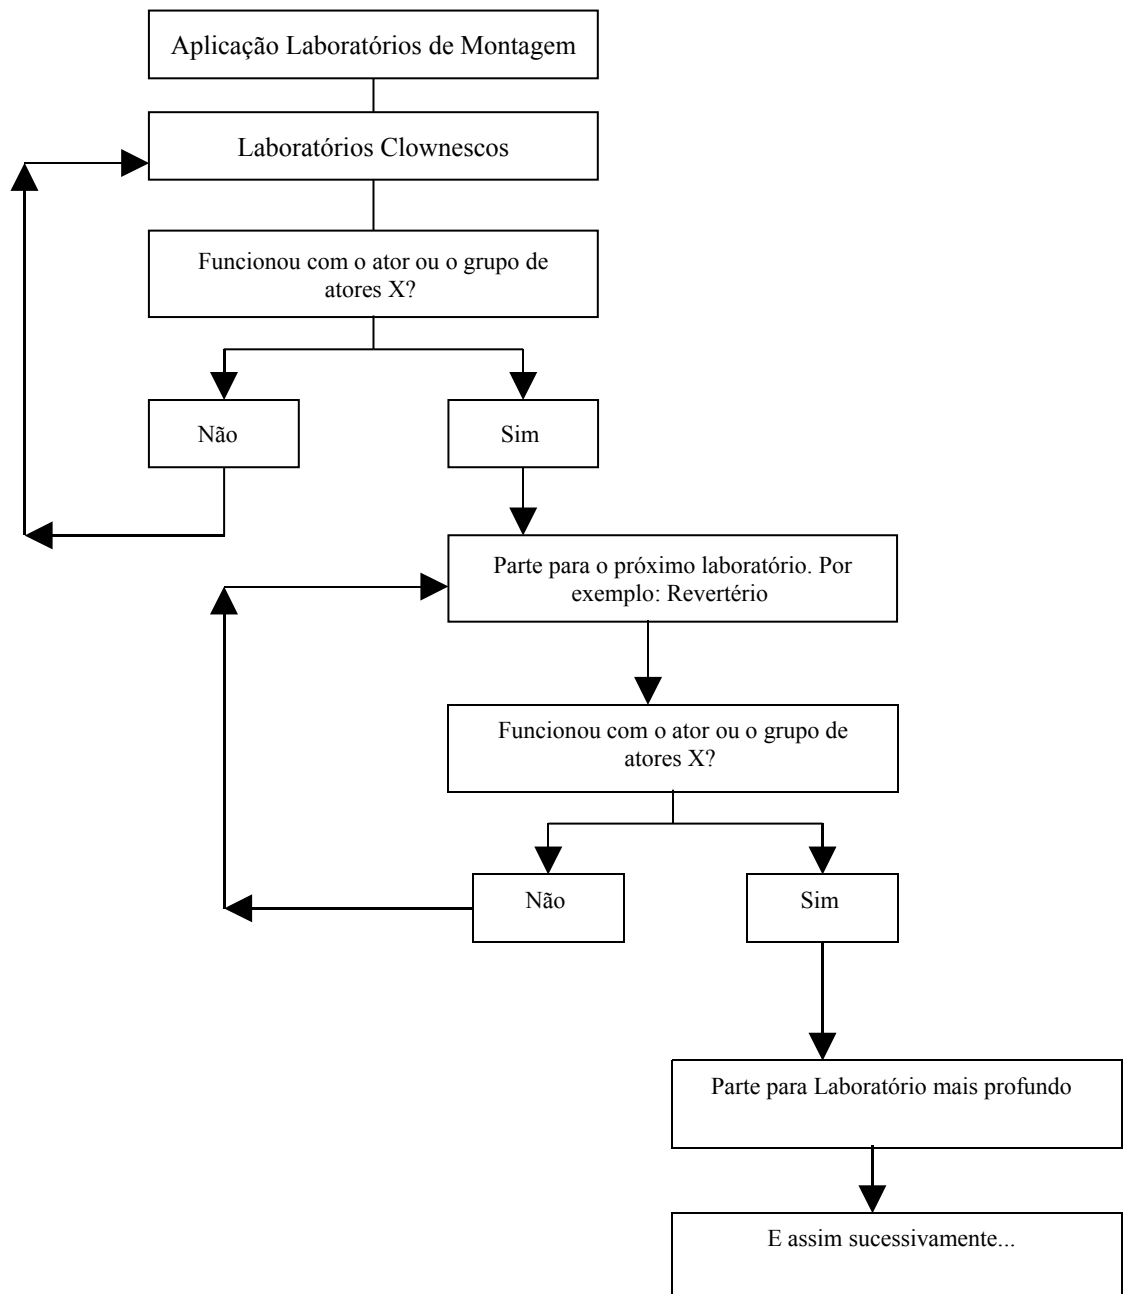 Aplicação Laboratórios de Montagem
Laboratórios Clownescos
Funcionou com o ator ou o grupo de
atores X?
Não
Sim
Parte para o próximo laboratório. Por
exemplo: Revertério
Funcionou com o ator ou o grupo de
atores X?
Não
Sim
Parte para Laboratório mais profundo
E assim sucessivamente...